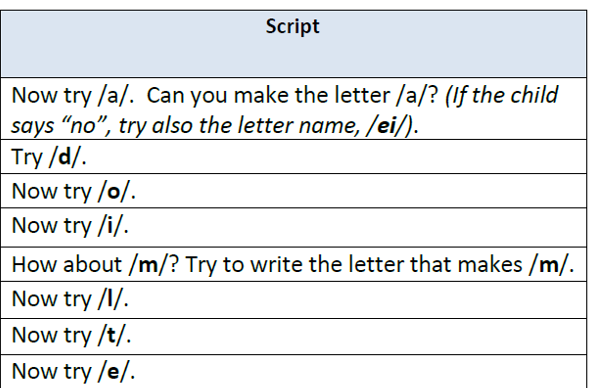 Script
Now try /a/. Can you make the letter /a/? (If the child
says “no”, try also the letter name, /ei/).
Try /d/.
Now try /o/.
Now try /i/.
How about /m/? Try to write the letter that makes /m/.
Now try /l/.
Now try /t/.
Now try /e/.